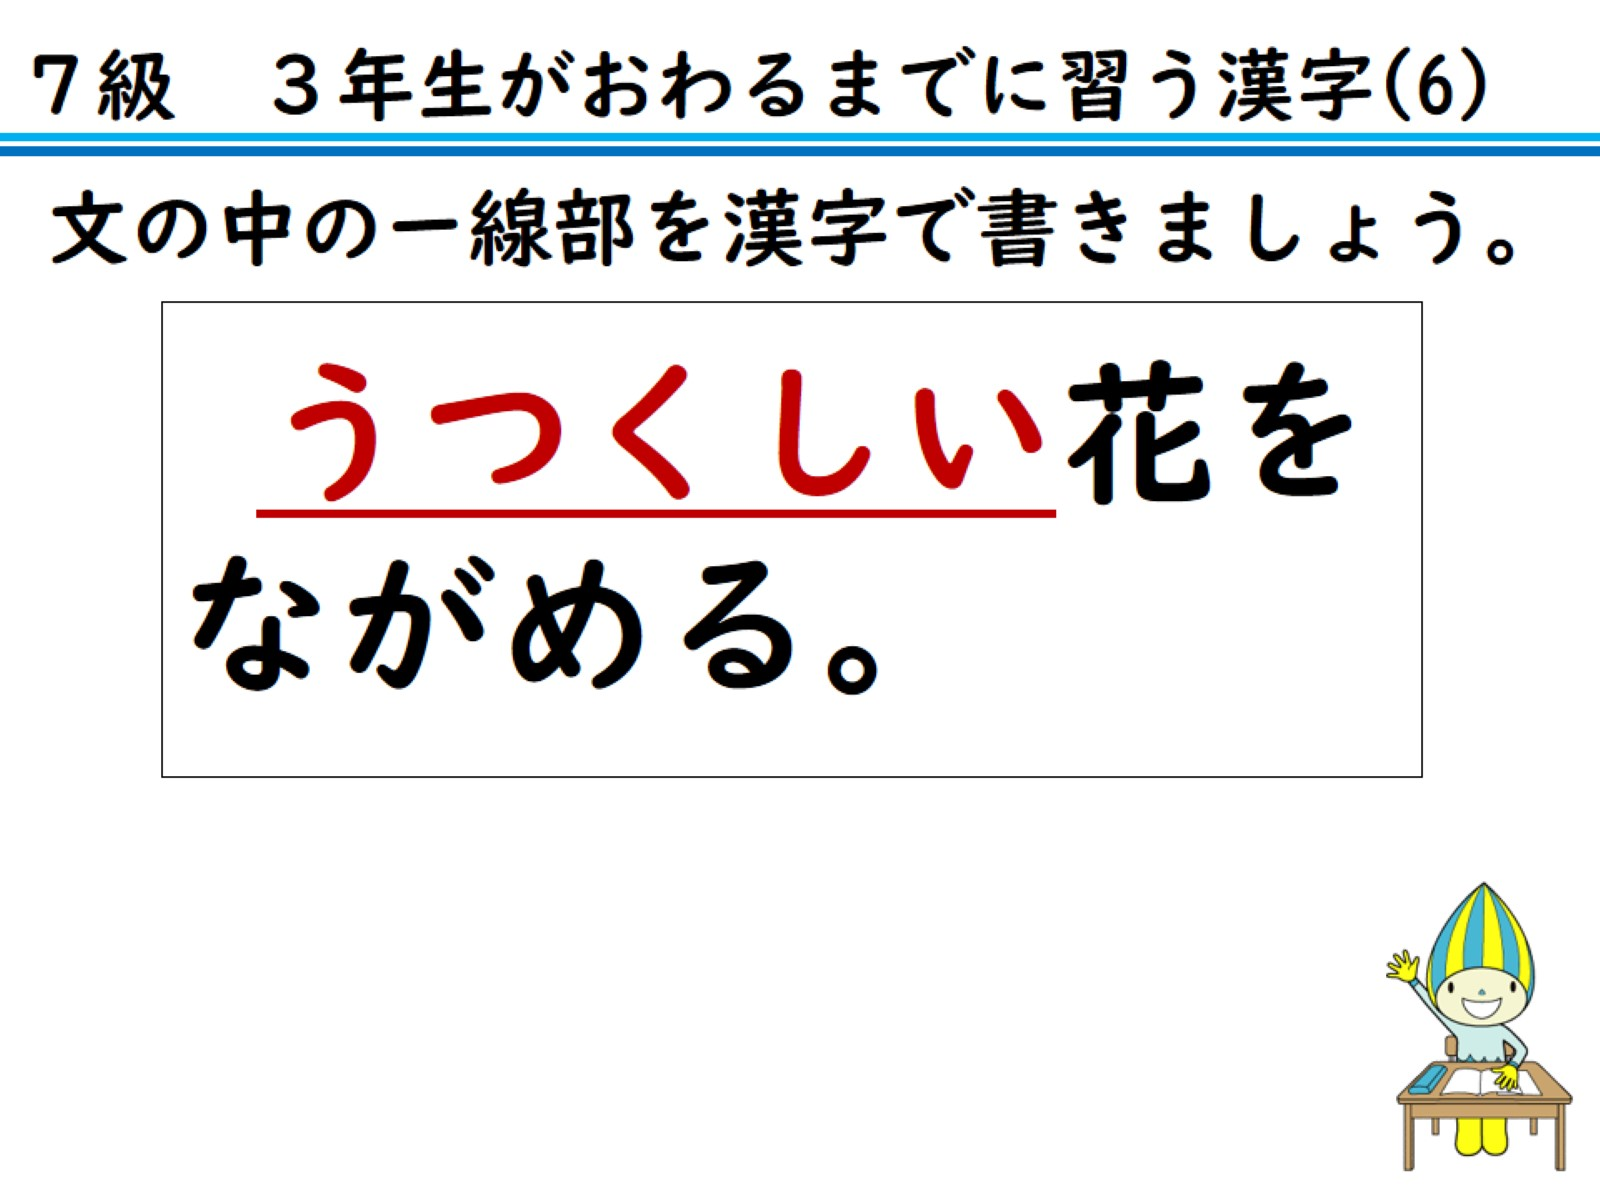 ７級　３年生がおわるまでに習う漢字(6)
文の中の一線部を漢字で書きましょう。
うつくしい花を
ながめる。